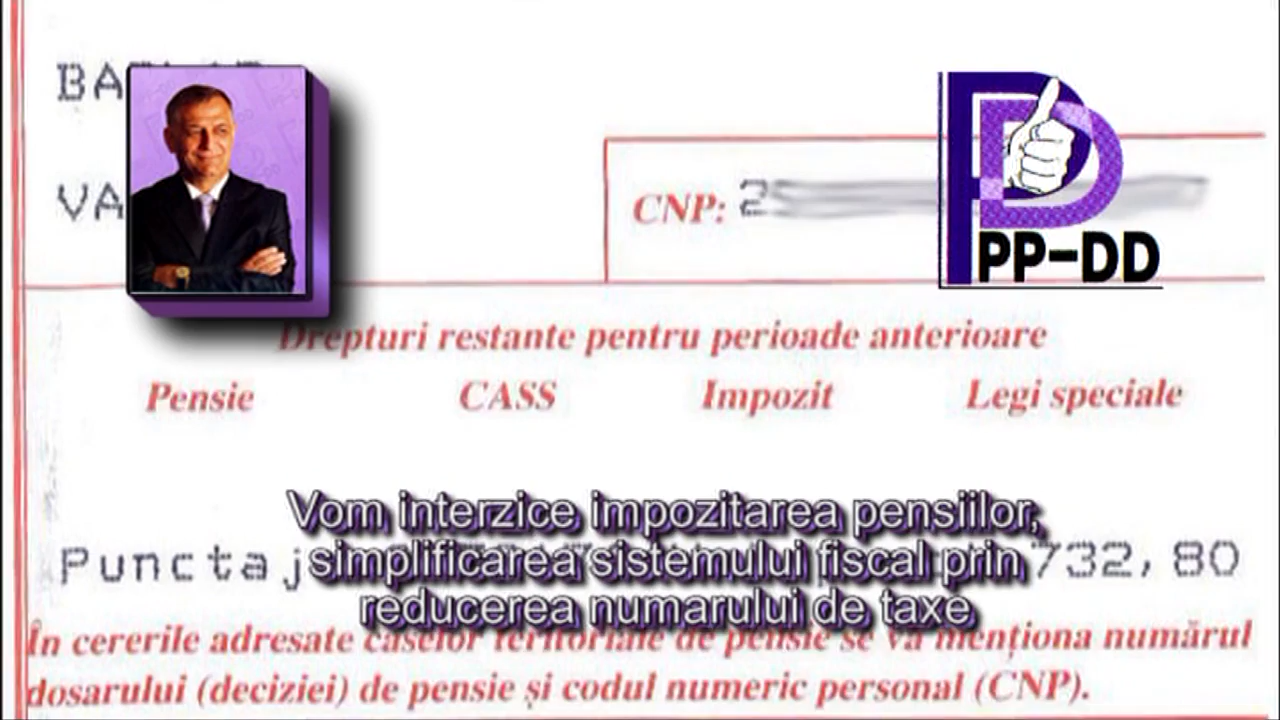 BA
VA
CNP: 2
PP-DD
Drepturi restante pentru perioade anterioare
Pensie CASS Impozit Legi speciale
Vom interzice impozitarea pensiilor,
Punctaj simplificarea sistemului fiscal prin 732,80
reducerea numarului de taxe
În cererile adresate caselor teritoriale de pensie se va menționa numărul
dosarului (deciziei) de pensie și codul numeric personal (CNP).